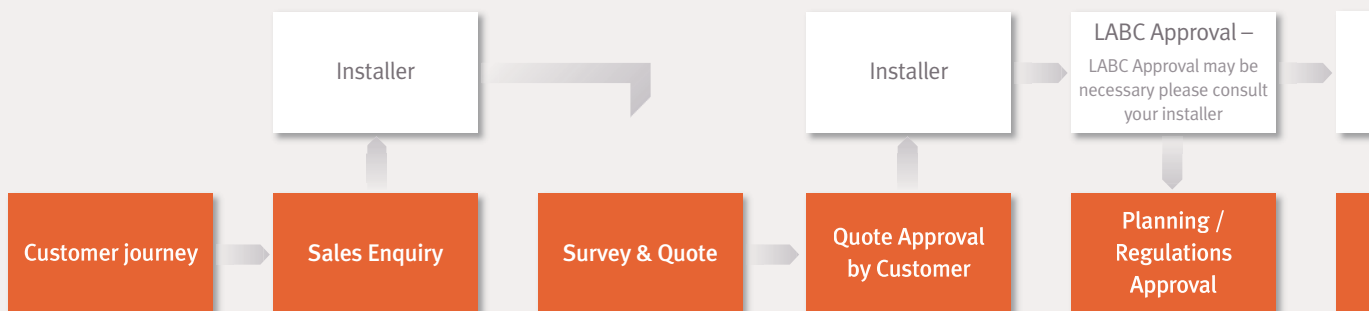 Installer
Installer
LABC Approval –
LABC Approval may be
necessary please consult
your installer
Customer journey
Sales Enquiry
Survey & Quote
Quote Approval
by Customer
Planning /
Regulations
Approval